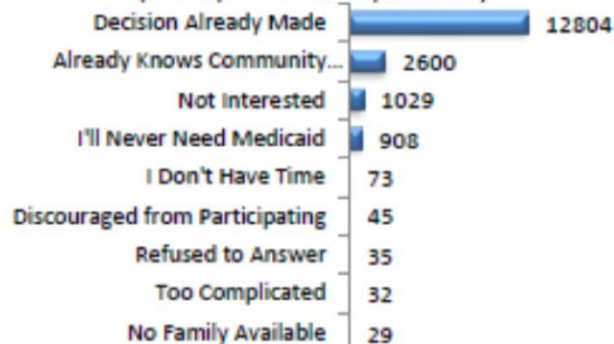 Decision Already Made 12804
Already Knows Community... 2600
Not Interested 1029
I'll Never Need Medicaid 908
I Don't Have Time 73
Discouraged from Participating 45
Refused to Answer 35
Too Complicated 32
No Family Available 29